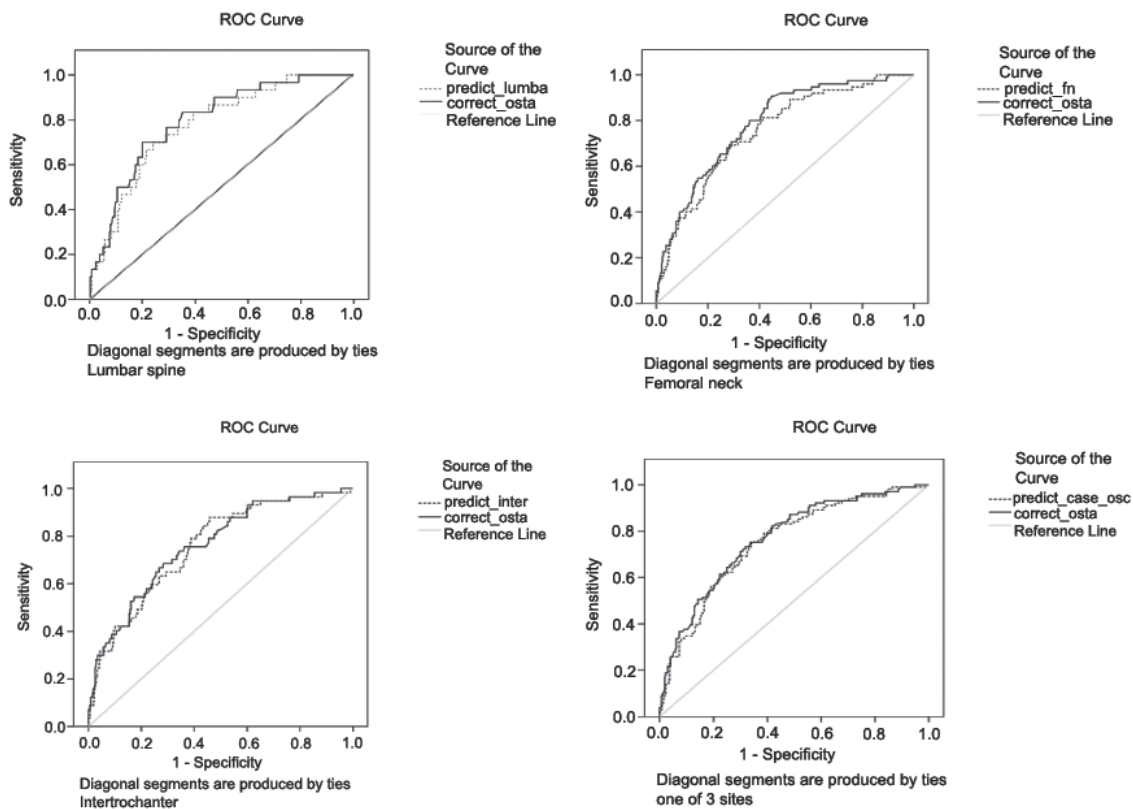 ROC Curve
Source of the
Curve
predict_lumba
correct_osta
Reference Line
1.0
0.8
0.6
0.4
0.2
0.0
Sensitivity
0.0 0.2 0.4 0.6 0.8 1.0
1 - Specificity
Diagonal segments are produced by ties
Lumbar spine
ROC Curve
Source of the
Curve
predict_fn
correct_osta
Reference Line
1.0
0.8
0.6
0.4
0.2
0.0
Sensitivity
0.0 0.2 0.4 0.6 0.8 1.0
1 - Specificity
Diagonal segments are produced by ties
Femoral neck
ROC Curve
Source of the
Curve
predict_inter
correct_osta
Reference Line
1.0
0.8
0.6
0.4
0.2
0.0
Sensitivity
0.0 0.2 0.4 0.6 0.8 1.0
1 - Specificity
Diagonal segments are produced by ties
Intertrochanter
ROC Curve
Source of the
Curve
predict_case_osc
correct_osta
Reference Line
1.0
0.8
0.6
0.4
0.2
0.0
Sensitivity
0.0 0.2 0.4 0.6 0.8 1.0
1 - Specificity
Diagonal segments are produced by ties
one of 3 sites